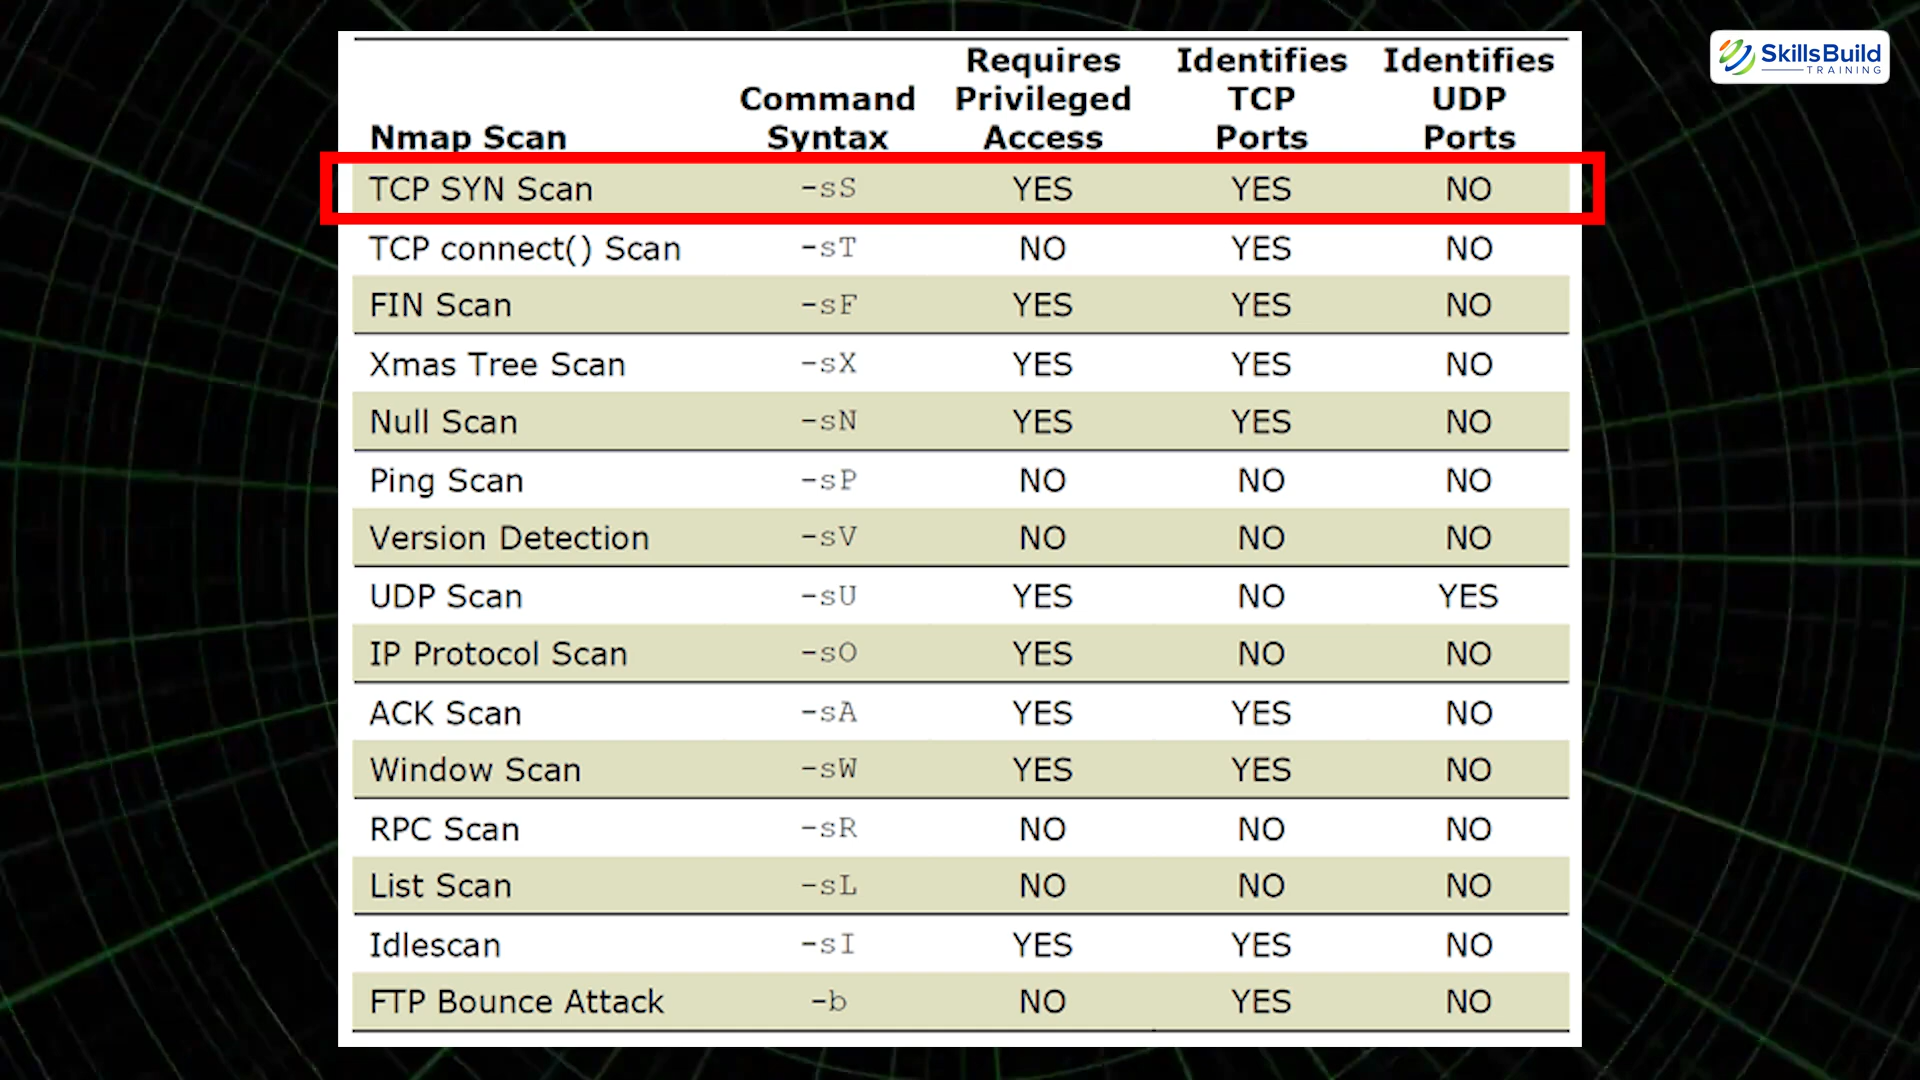 SkillsBuild
TRAINING
Nmap Scan Command Syntax Requires Privileged Access Identifies TCP Ports Identifies UDP Ports
TCP SYN Scan -sS YES YES NO
TCP connect() Scan -sT NO YES NO
FIN Scan -sF YES YES NO
Xmas Tree Scan -sX YES YES NO
Null Scan -sN YES YES NO
Ping Scan -sP NO NO NO
Version Detection -sV NO NO NO
UDP Scan -sU YES NO YES
IP Protocol Scan -sO YES NO NO
ACK Scan -sA YES YES NO
Window Scan -sW YES YES NO
RPC Scan -sR NO NO NO
List Scan -sL NO NO NO
Idlescan -sI YES YES NO
FTP Bounce Attack -b NO YES NO